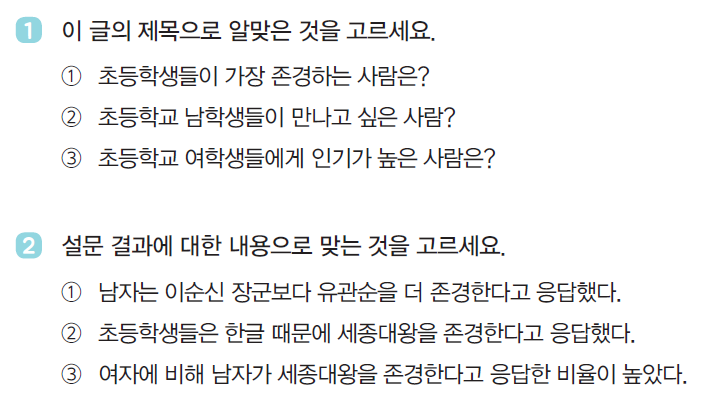 1 이 글의 제목으로 알맞은 것을 고르세요.
① 초등학생들이 가장 존경하는 사람은?
② 초등학교 남학생들이 만나고 싶은 사람?
③ 초등학교 여학생들에게 인기가 높은 사람은?
2 설문 결과에 대한 내용으로 맞는 것을 고르세요.
① 남자는 이순신 장군보다 유관순을 더 존경한다고 응답했다.
② 초등학생들은 한글 때문에 세종대왕을 존경한다고 응답했다.
③ 여자에 비해 남자가 세종대왕을 존경한다고 응답한 비율이 높았다.